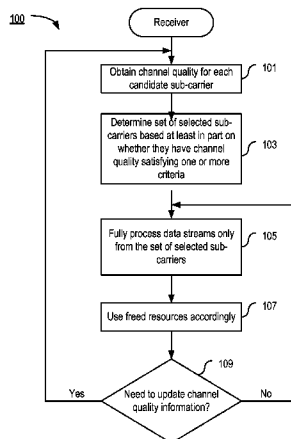 100
Receiver
Obtain channel quality for each
candidate sub-carrier
101
Determine set of selected sub-
carriers based at least in part on
whether they have channel
quality satisfying one or more
criteria
103
Fully process data streams only
from the set of selected sub-
carriers
105
Use freed resources accordingly
107
109
Yes
Need to update channel
quality information?
No